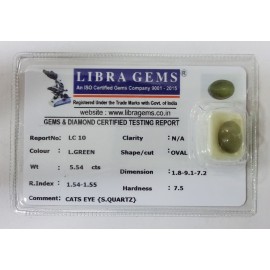 LIBRA GEMS
An ISO Certified Gems Company 9001 - 2015
Registered Under the Trade Marks with Govt. of India
website : www.libragems.co.in
GEMS & DIAMOND CERTIFIED TESTING REPORT
ReportNo: LC 10 Clarity : N/A
Colour : L.GREEN Shape/cut : OVAL
Wt : 5.54 cts Dimension : 1.8-9.1-7.2
R.Index : 1.54-1.55 Hardness : 7.5
Comment : CATS EYE {S.QUARTZ}